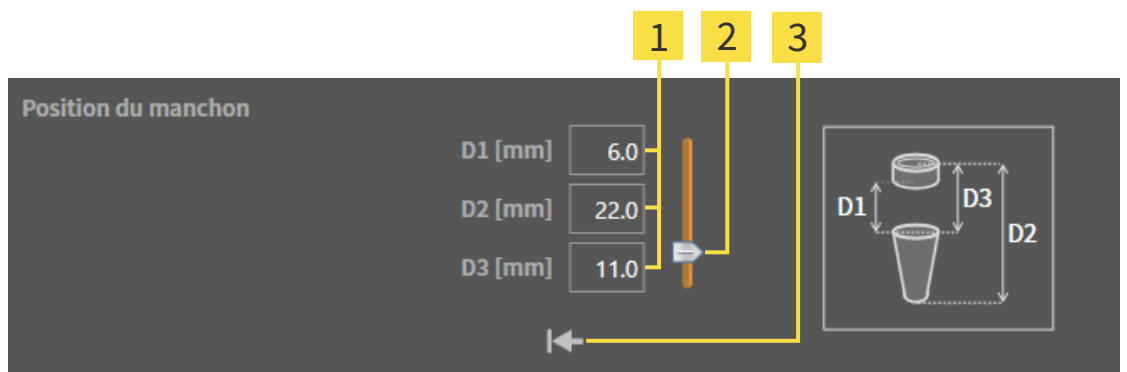 1 2 3
Position du manchon
D1 [mm] 6.0
D2 [mm] 22.0
D3 [mm] 11.0
D1
D3
D2